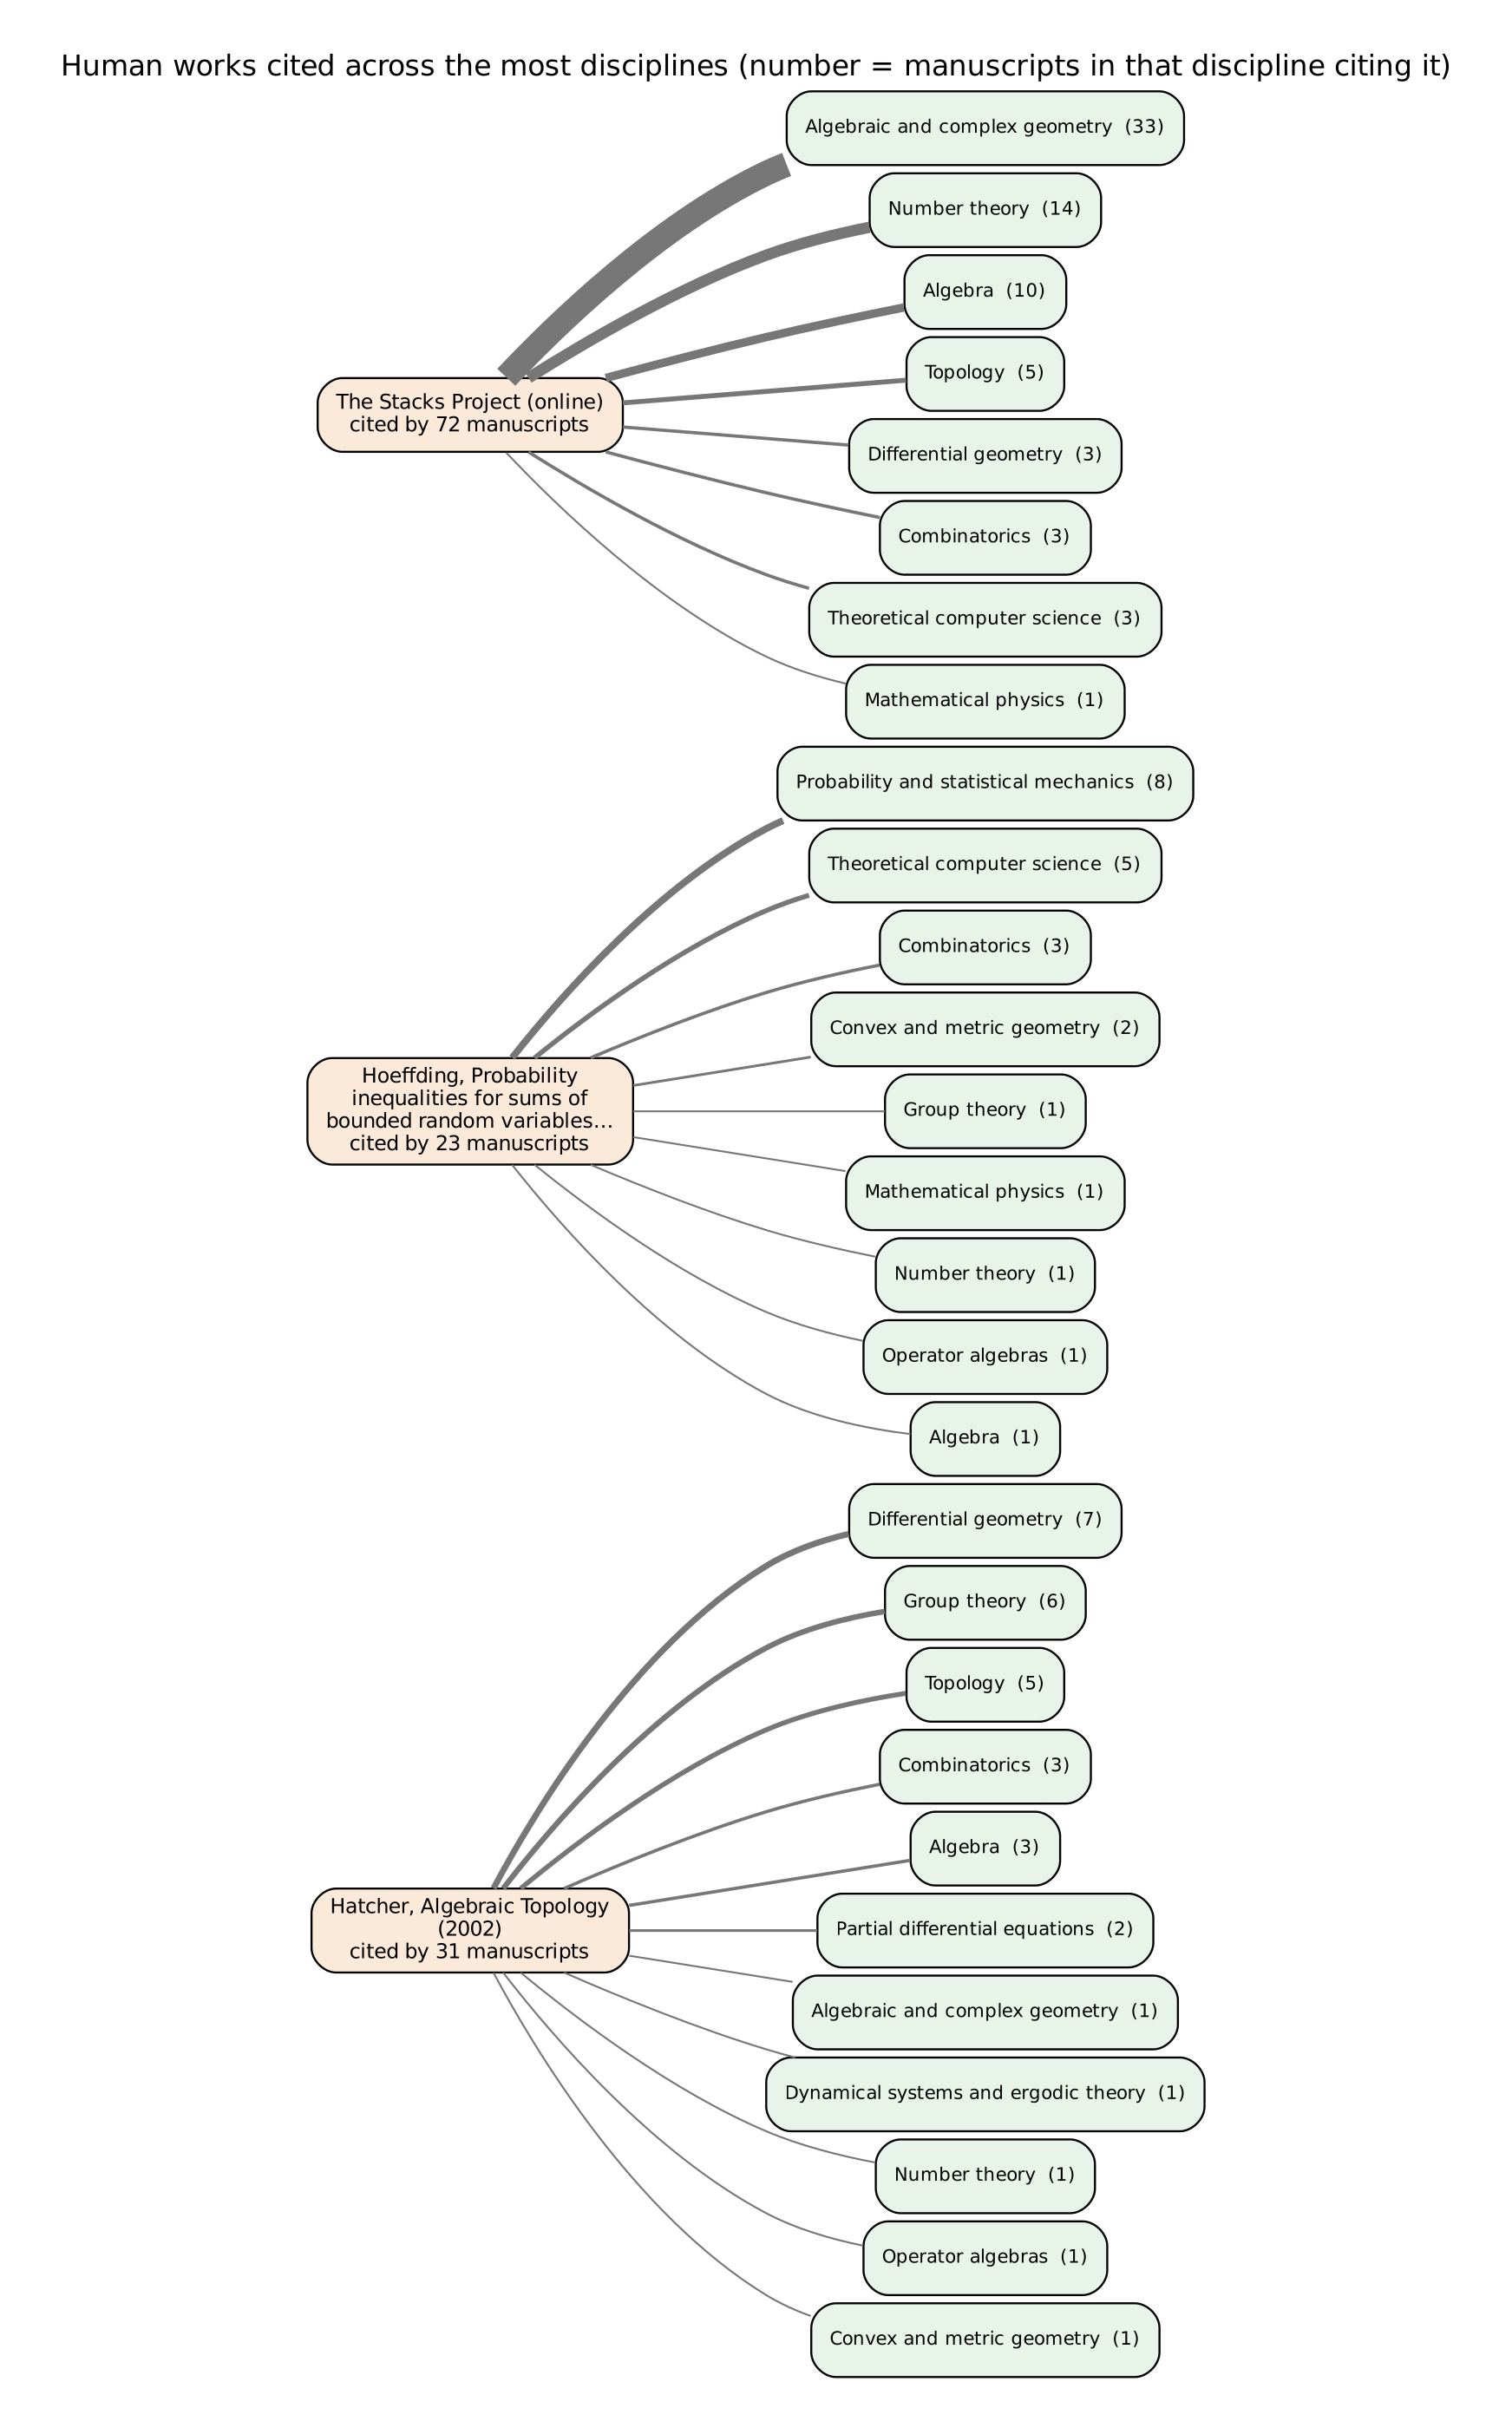 Human works cited across the most disciplines (number = manuscripts in that discipline citing it)
Algebraic and complex geometry (33)
Number theory (14)
Algebra (10)
Topology (5)
The Stacks Project (online)
cited by 72 manuscripts
Differential geometry (3)
Combinatorics (3)
Theoretical computer science (3)
Mathematical physics (1)
Probability and statistical mechanics (8)
Theoretical computer science (5)
Combinatorics (3)
Convex and metric geometry (2)
Hoeffding, Probability
inequalities for sums of
bounded random variables...
cited by 23 manuscripts
Group theory (1)
Mathematical physics (1)
Number theory (1)
Operator algebras (1)
Algebra (1)
Differential geometry (7)
Group theory (6)
Topology (5)
Combinatorics (3)
Algebra (3)
Hatcher, Algebraic Topology
(2002)
cited by 31 manuscripts
Partial differential equations (2)
Algebraic and complex geometry (1)
Dynamical systems and ergodic theory (1)
Number theory (1)
Operator algebras (1)
Convex and metric geometry (1)